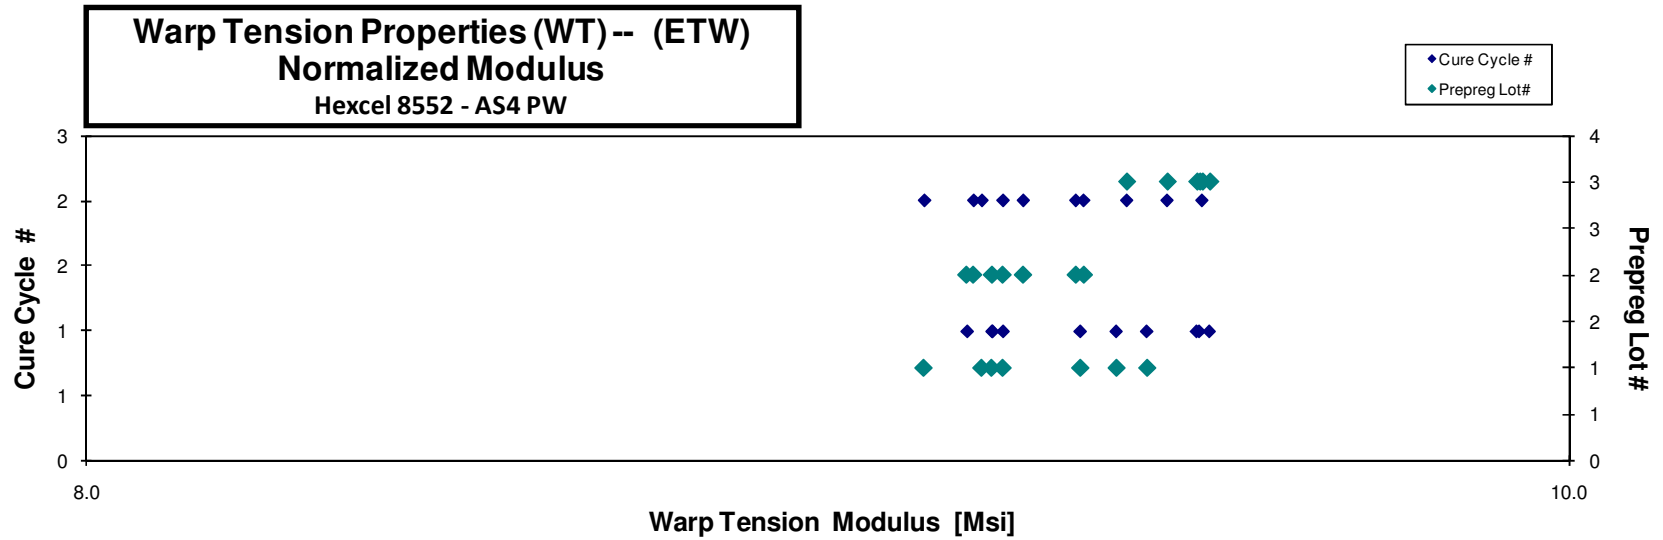 Warp Tension Properties (WT) -- (ETW)
Normalized Modulus
Hexcel 8552 - AS4 PW
Cure Cycle #
Prepreg Lot#
3
2
2
1
1
0
Cure Cycle #
4
3
3
2
2
1
1
0
Prepreg Lot #
8.0
10.0
Warp Tension Modulus [Msi]